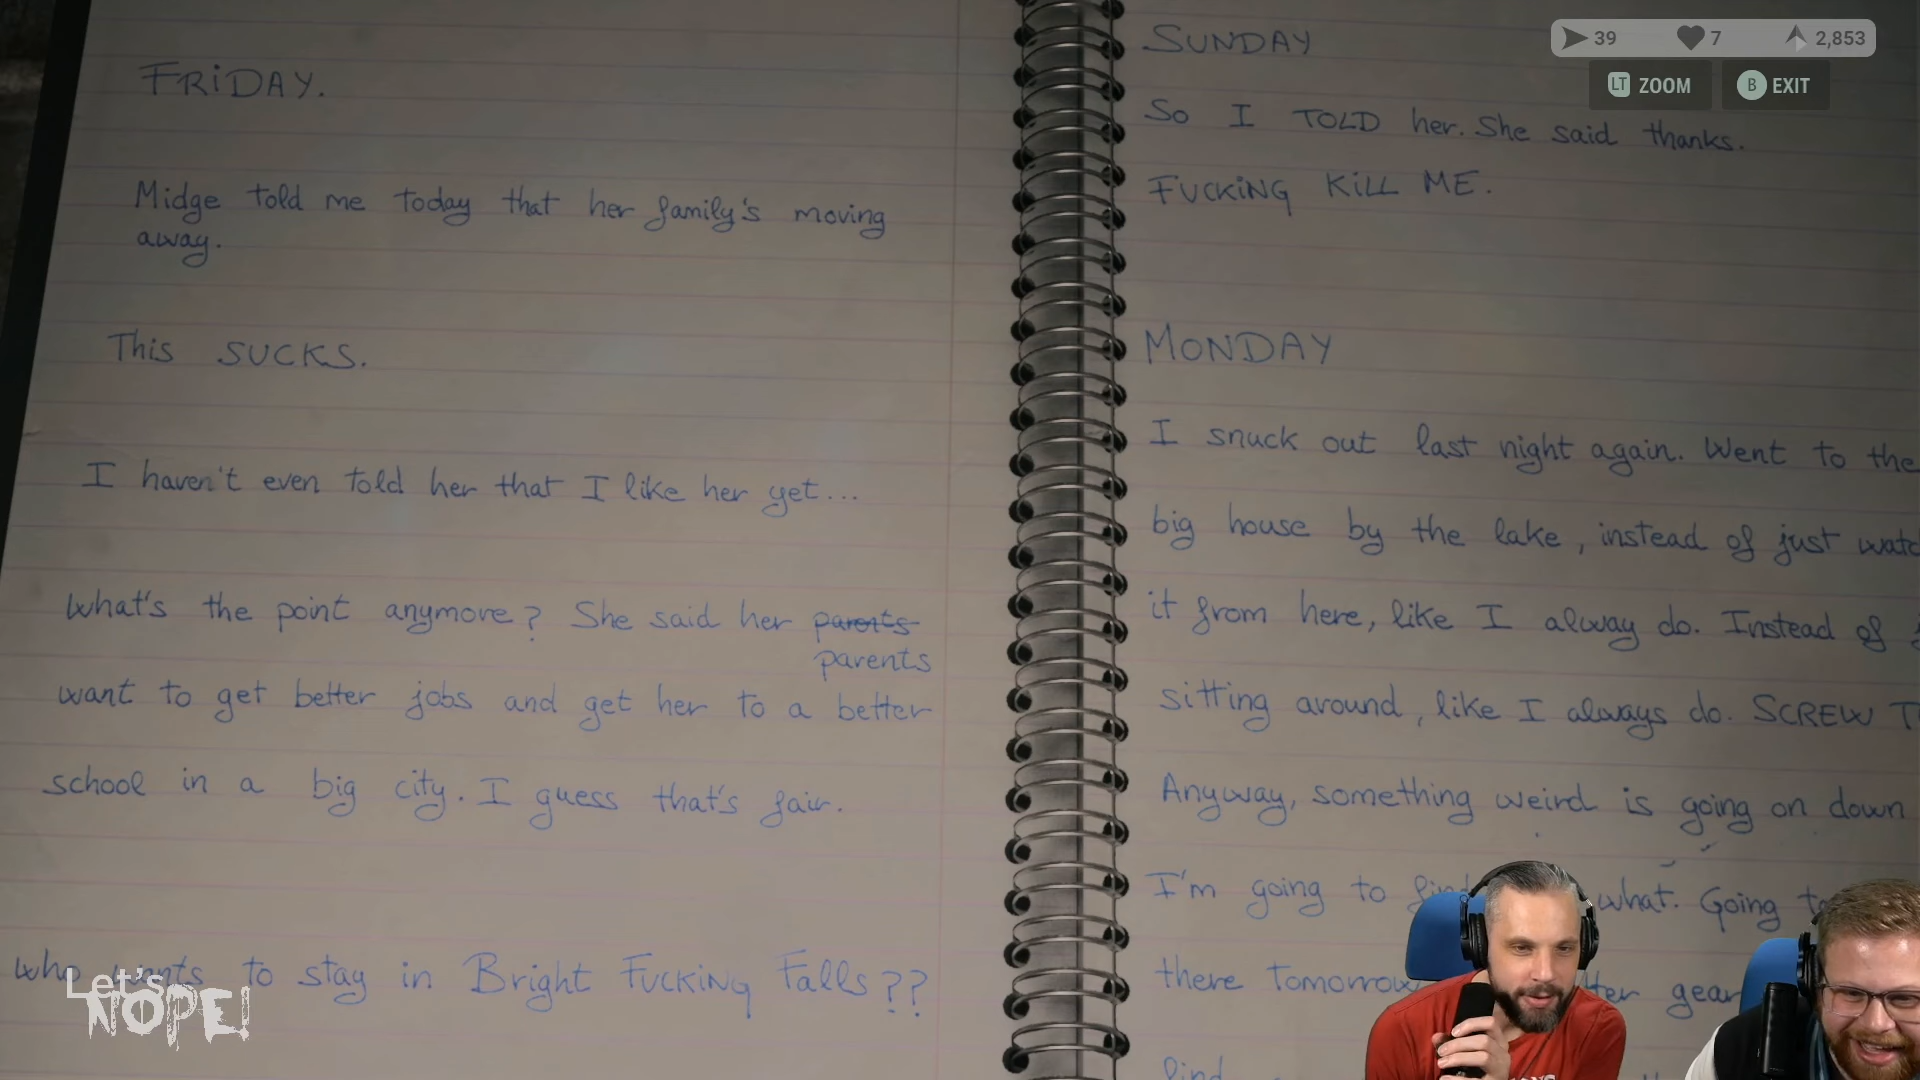 FRIDAY.
Midge told me today that her family's moving
away.
This SUCKS.
I haven't even told her that I like her yet...
What's the point anymore? She said her parents
parents
want to get better jobs and get her to a better
school in a big city. I guess that's fair.
who wants to stay in Bright FUCKING Falls??
SUNDAY
So I TOLD her. She said thanks.
FUCKING KILL ME.
MONDAY
I snuck out last night again. Went to the
big house by the lake, instead of just watc
it from here, like I alway do. Instead of
sitting around, like I always do. SCREW T
Anyway, something weird is going on down
I'm going to find what. Going to
there tomorrow gear
find
39 7 2,853
LT ZOOM B EXIT
Let's
NOPE!